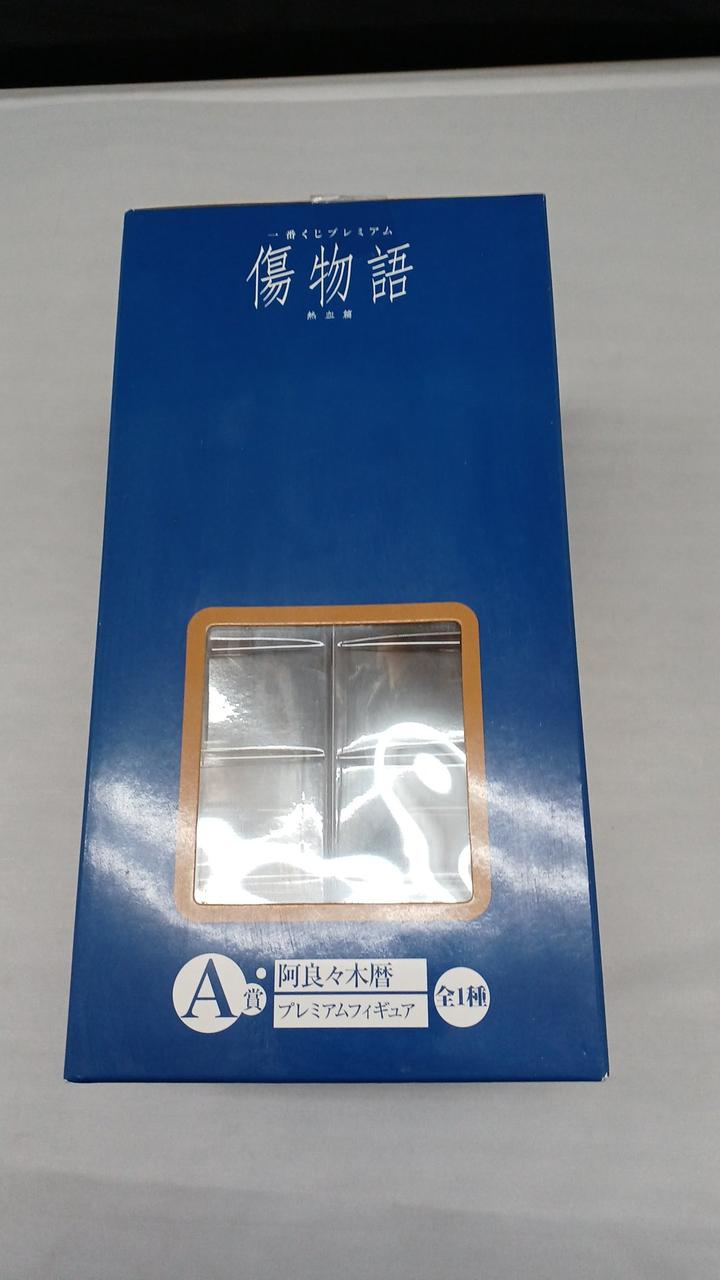 一番くじプレミアム
傷物語
熱血篇
A賞
阿良々木暦
プレミアムフィギュア
全1種